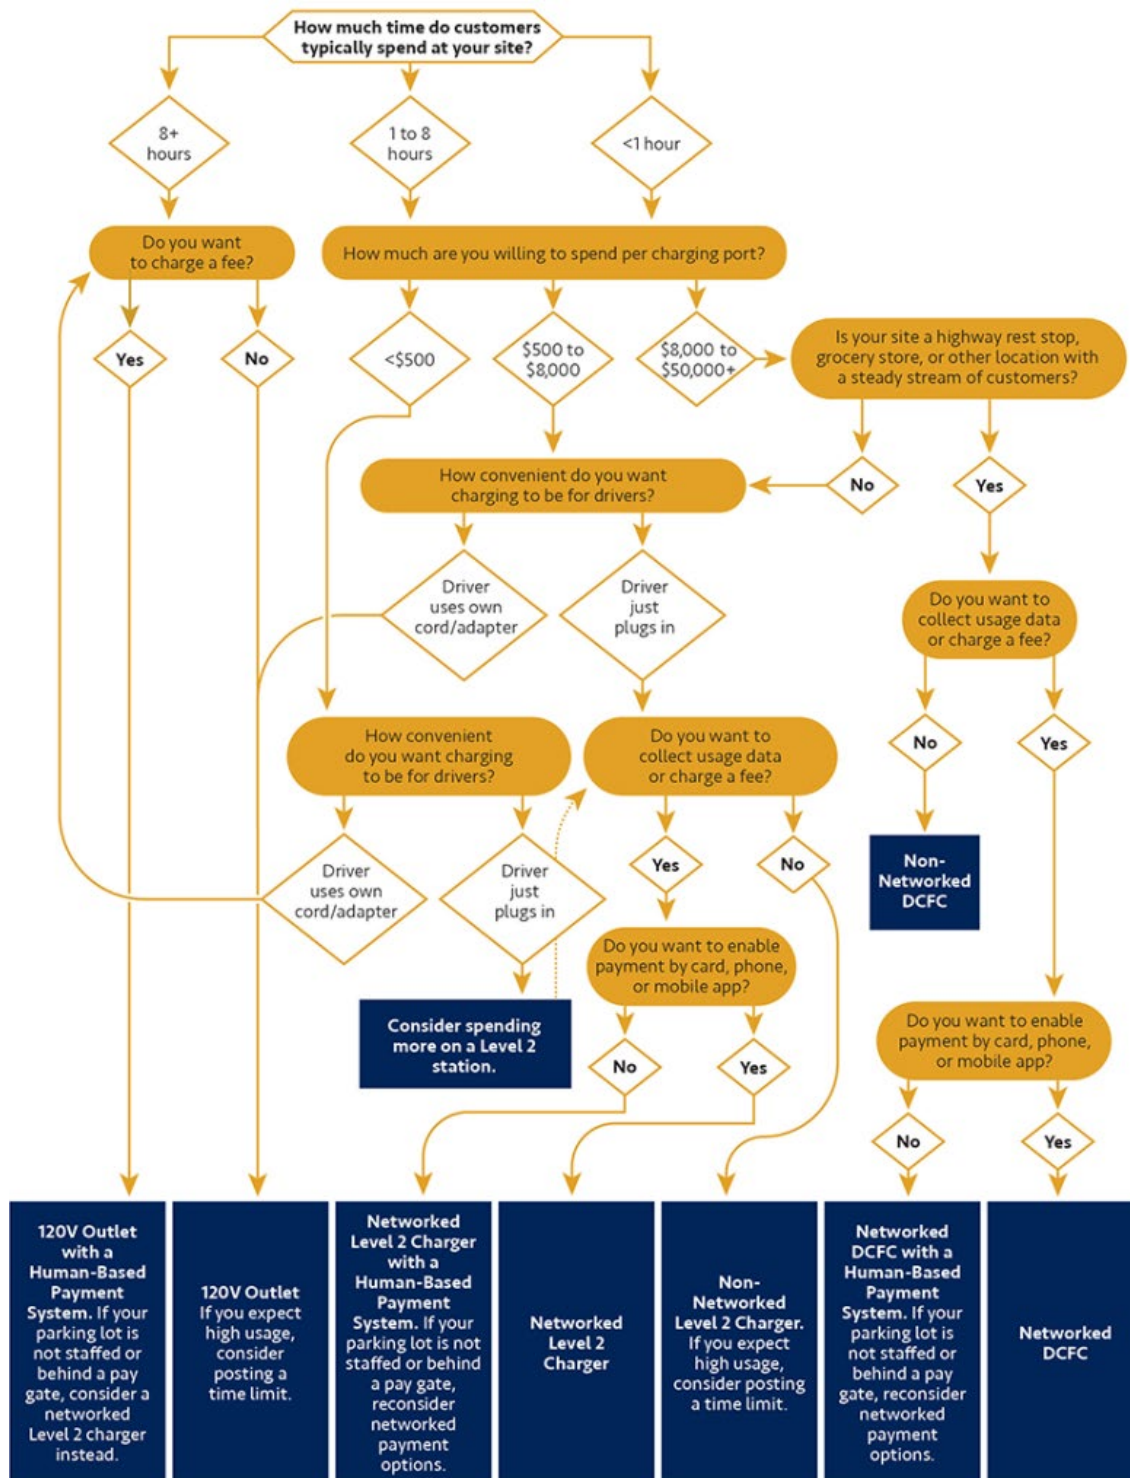 How much time do customers
typically spend at your site?
8+
hours
1 to 8
hours
<1 hour
Do you want
to charge a fee?
How much are you willing to spend per charging port?
Yes
No
<$500
$500 to
$8,000
$8,000 to
$50,000+
Is your site a highway rest stop,
grocery store, or other location with
a steady stream of customers?
How convenient do you want
charging to be for drivers?
No
Yes
Driver
uses own
cord/adapter
Driver
just
plugs in
Do you want to
collect usage data
or charge a fee?
How convenient
do you want charging
to be for drivers?
Do you want to
collect usage data
or charge a fee?
No
Yes
Driver
uses own
cord/adapter
Driver
just
plugs in
Yes
No
Non-
Networked
DCFC
Do you want to enable
payment by card, phone,
or mobile app?
Consider spending
more on a Level 2
station.
No
Yes
Do you want to enable
payment by card, phone,
or mobile app?
No
Yes
120V Outlet
with a
Human-Based
Payment
System. If your
parking lot is
not staffed or
behind a pay
gate, consider a
networked
Level 2 charger
instead.
120V Outlet
If you expect
high usage,
consider
posting a
time limit.
Networked
Level 2 Charger
with a
Human-Based
Payment
System. If your
parking lot is not
staffed or behind
a pay gate,
reconsider
networked
payment
options.
Networked
Level 2
Charger
Non-
Networked
Level 2 Charger.
If you expect
high usage,
consider posting
a time limit.
Networked
DCFC with a
Human-Based
Payment
System. If your
parking lot is
not staffed or
behind a pay
gate, reconsider
networked
payment
options.
Networked
DCFC